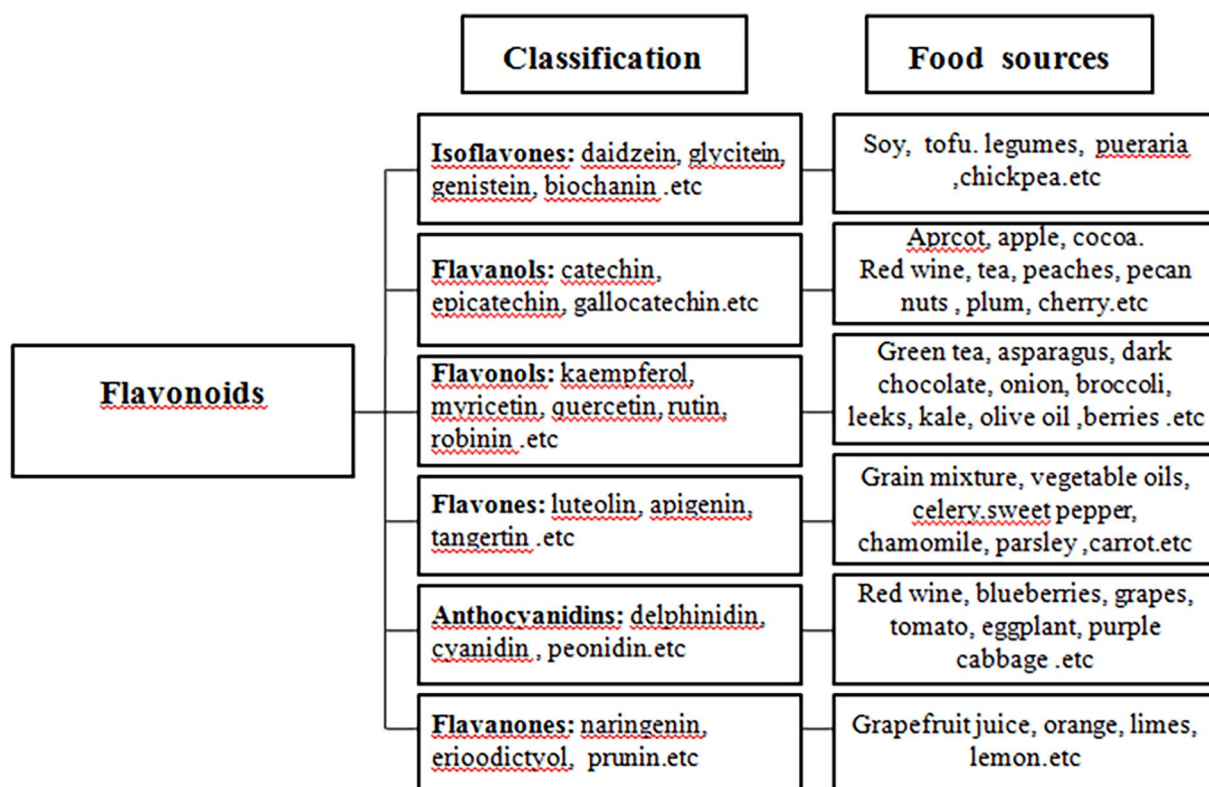 Classification
Food sources
Flavonoids
Isoflavones: daidzein, glycitein,
genistein, biochanin .etc
Soy, tofu. legumes, pueraria
,chickpea.etc
Flavanols: catechin,
epicatechin, gallocatechin.etc
Aprcot, apple, cocoa.
Red wine, tea, peaches, pecan
nuts , plum, cherry.etc
Flavonols: kaempferol,
myricetin, quercetin, rutin,
robinin .etc
Green tea, asparagus, dark
chocolate, onion, broccoli,
leeks, kale, olive oil ,berries .etc
Flavones: luteolin, apigenin,
tangertin .etc
Grain mixture, vegetable oils,
celery.sweet pepper,
chamomile, parsley ,carrot.etc
Anthocyanidins: delphinidin,
cyanidin , peonidin.etc
Red wine, blueberries, grapes,
tomato, eggplant, purple
cabbage .etc
Flavanones: naringenin,
erioodictyol, prunin.etc
Grapefruit juice, orange, limes,
lemon.etc